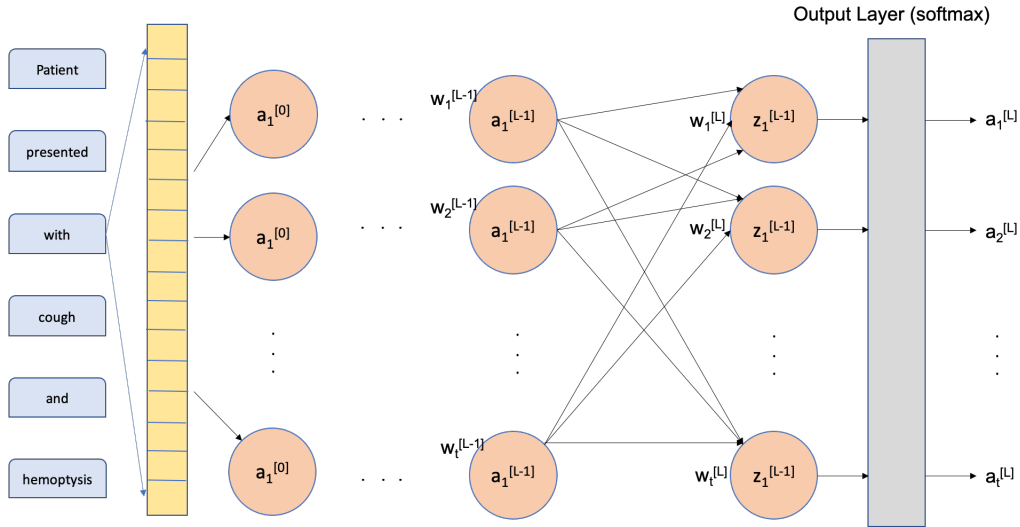 Output Layer (softmax)
Patient
presented
with
cough
and
hemoptysis
a₁[0]
a₁[0]
a₁[0]
. . .
. . .
. . .
w₁[L-1]
a₁[L-1]
w₂[L-1]
a₁[L-1]
wₜ[L-1]
a₁[L-1]
w₁[L]
z₁[L-1]
w₂[L]
z₁[L-1]
wₜ[L]
z₁[L-1]
a₁[L]
a₂[L]
aₜ[L]